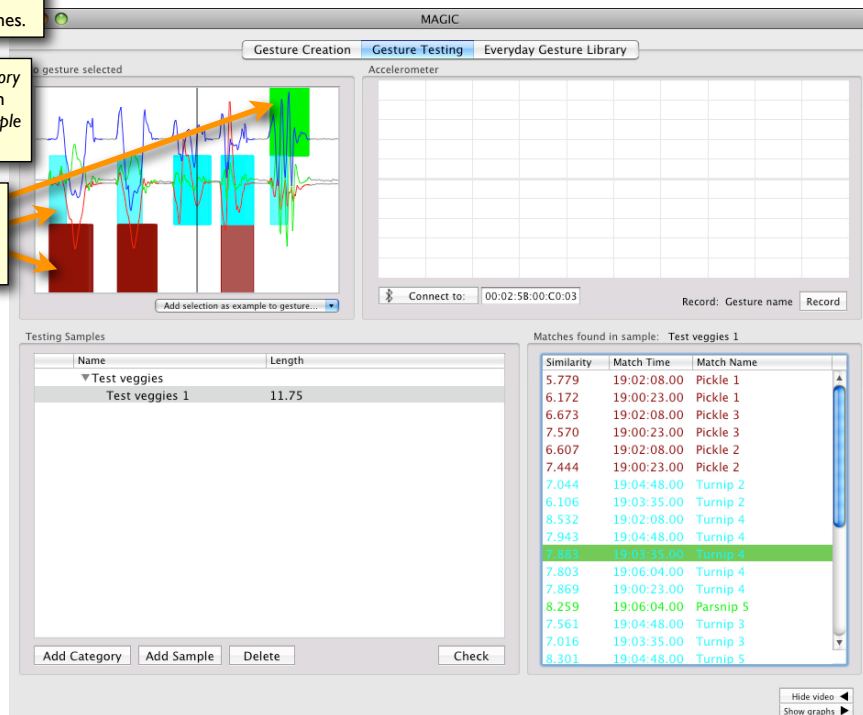 nes.
MAGIC
Gesture Creation Gesture Testing Everyday Gesture Library
o gesture selected
Accelerometer
ory
n
ple
Add selection as example to gesture...
Connect to: 00:02:5B:00:C0:03
Record: Gesture name Record
Testing Samples
Name Length
Test veggies
Test veggies 1 11.75
Add Category Add Sample Delete Check
Matches found in sample: Test veggies 1
Similarity Match Time Match Name
5.779 19:02:08.00 Pickle 1
6.172 19:00:23.00 Pickle 1
6.673 19:02:08.00 Pickle 3
7.570 19:00:23.00 Pickle 3
6.607 19:02:08.00 Pickle 2
7.444 19:00:23.00 Pickle 2
7.044 19:04:48.00 Turnip 2
6.106 19:03:35.00 Turnip 2
8.532 19:02:08.00 Turnip 4
7.943 19:04:48.00 Turnip 4
7.883 19:03:35.00 Turnip 4
7.803 19:06:04.00 Turnip 4
7.869 19:00:23.00 Turnip 4
8.259 19:06:04.00 Parsnip 5
7.561 19:04:48.00 Turnip 3
7.016 19:03:35.00 Turnip 3
8.301 19:04:48.00 Turnip 5
Hide video
Show graphs